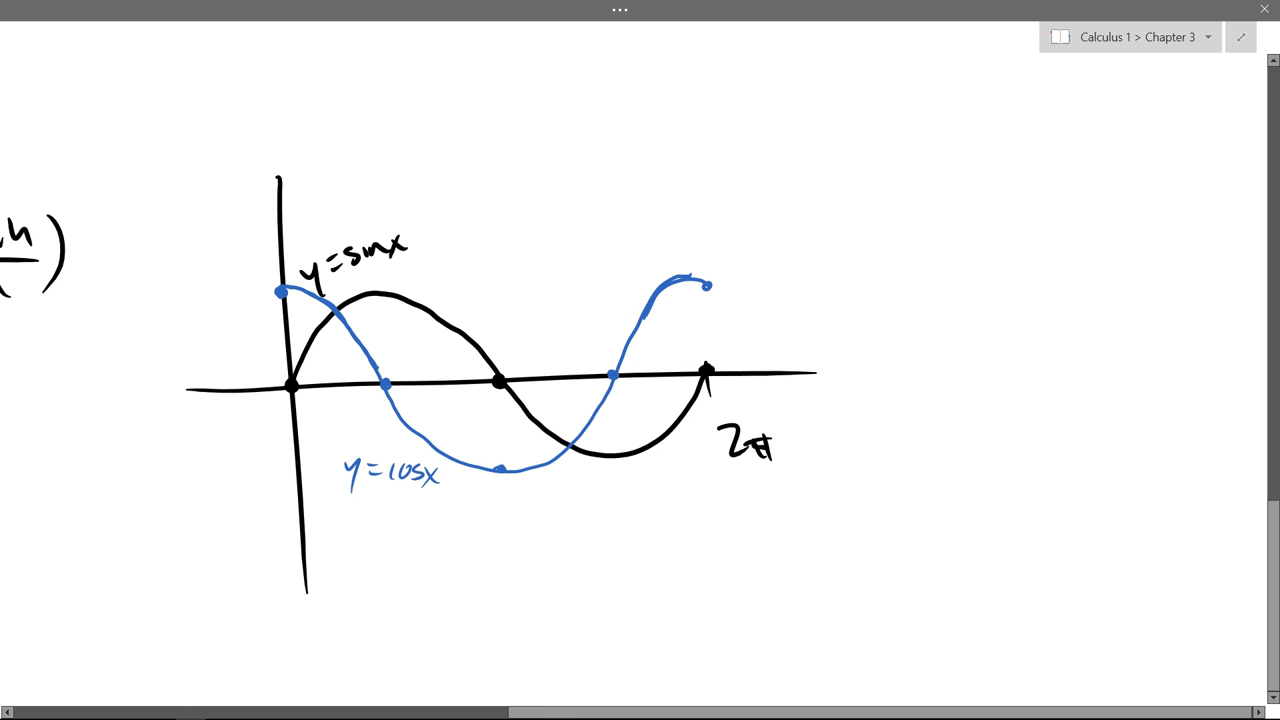 Calculus 1 > Chapter 3
y=sinx
y=cosx
2π